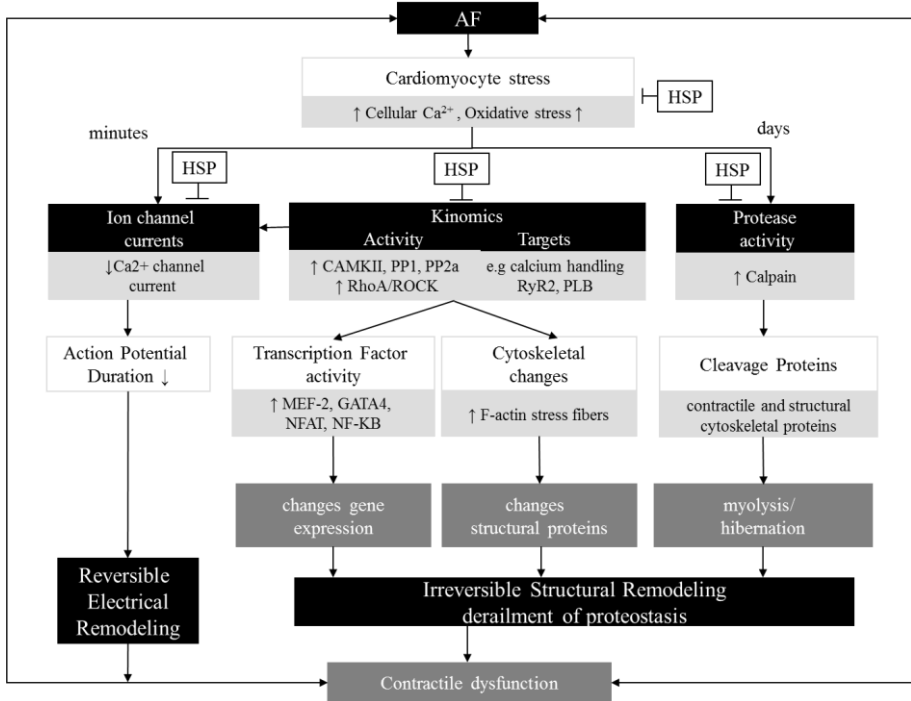 AF
Cardiomyocyte stress
↑ Cellular Ca²⁺ , Oxidative stress ↑
HSP
minutes
days
HSP
HSP
HSP
Ion channel
currents
↓Ca2+ channel
current
Kinomics
Activity
Targets
↑ CAMKII, PP1, PP2a
↑ RhoA/ROCK
e.g calcium handling
RyR2, PLB
Protease
activity
↑ Calpain
Action Potential
Duration ↓
Transcription Factor
activity
↑ MEF-2, GATA4,
NFAT, NF-KB
Cytoskeletal
changes
↑ F-actin stress fibers
Cleavage Proteins
contractile and structural
cytoskeletal proteins
changes gene
expression
changes
structural proteins
myolysis/
hibernation
Reversible
Electrical
Remodeling
Irreversible Structural Remodeling
derailment of proteostasis
Contractile dysfunction